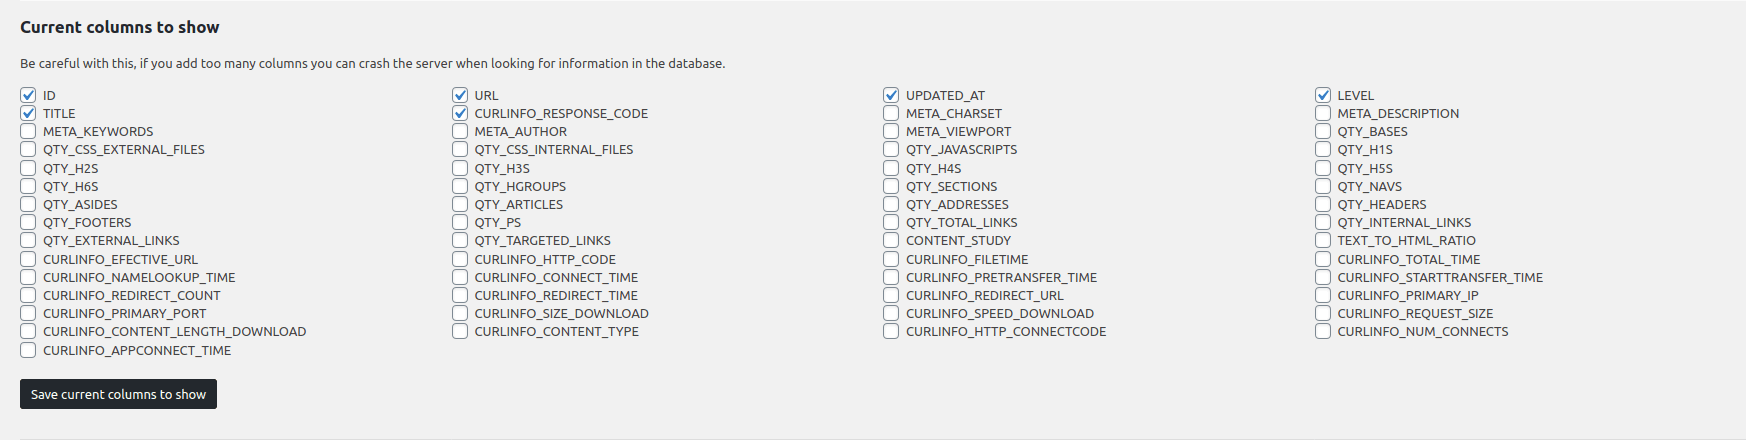 Current columns to show
Be careful with this, if you add too many columns you can crash the server when looking for information in the database.
ID URL UPDATED_AT LEVEL
TITLE CURLINFO_RESPONSE_CODE META_CHARSET META_DESCRIPTION
META_KEYWORDS META_AUTHOR META_VIEWPORT QTY_BASES
QTY_CSS_EXTERNAL_FILES QTY_CSS_INTERNAL_FILES QTY_JAVASCRIPTS QTY_H1S
QTY_H2S QTY_H3S QTY_H4S QTY_H5S
QTY_H6S QTY_HGROUPS QTY_SECTIONS QTY_NAVS
QTY_ASIDES QTY_ARTICLES QTY_ADDRESSES QTY_HEADERS
QTY_FOOTERS QTY_PS QTY_TOTAL_LINKS QTY_INTERNAL_LINKS
QTY_EXTERNAL_LINKS QTY_TARGETED_LINKS CONTENT_STUDY TEXT_TO_HTML_RATIO
CURLINFO_EFECTIVE_URL CURLINFO_HTTP_CODE CURLINFO_FILETIME CURLINFO_TOTAL_TIME
CURLINFO_NAMELOOKUP_TIME CURLINFO_CONNECT_TIME CURLINFO_PRETRANSFER_TIME CURLINFO_STARTTRANSFER_TIME
CURLINFO_REDIRECT_COUNT CURLINFO_REDIRECT_TIME CURLINFO_REDIRECT_URL CURLINFO_PRIMARY_IP
CURLINFO_PRIMARY_PORT CURLINFO_SIZE_DOWNLOAD CURLINFO_SPEED_DOWNLOAD CURLINFO_REQUEST_SIZE
CURLINFO_CONTENT_LENGTH_DOWNLOAD CURLINFO_CONTENT_TYPE CURLINFO_HTTP_CONNECTCODE CURLINFO_NUM_CONNECTS
CURLINFO_APPCONNECT_TIME
Save current columns to show